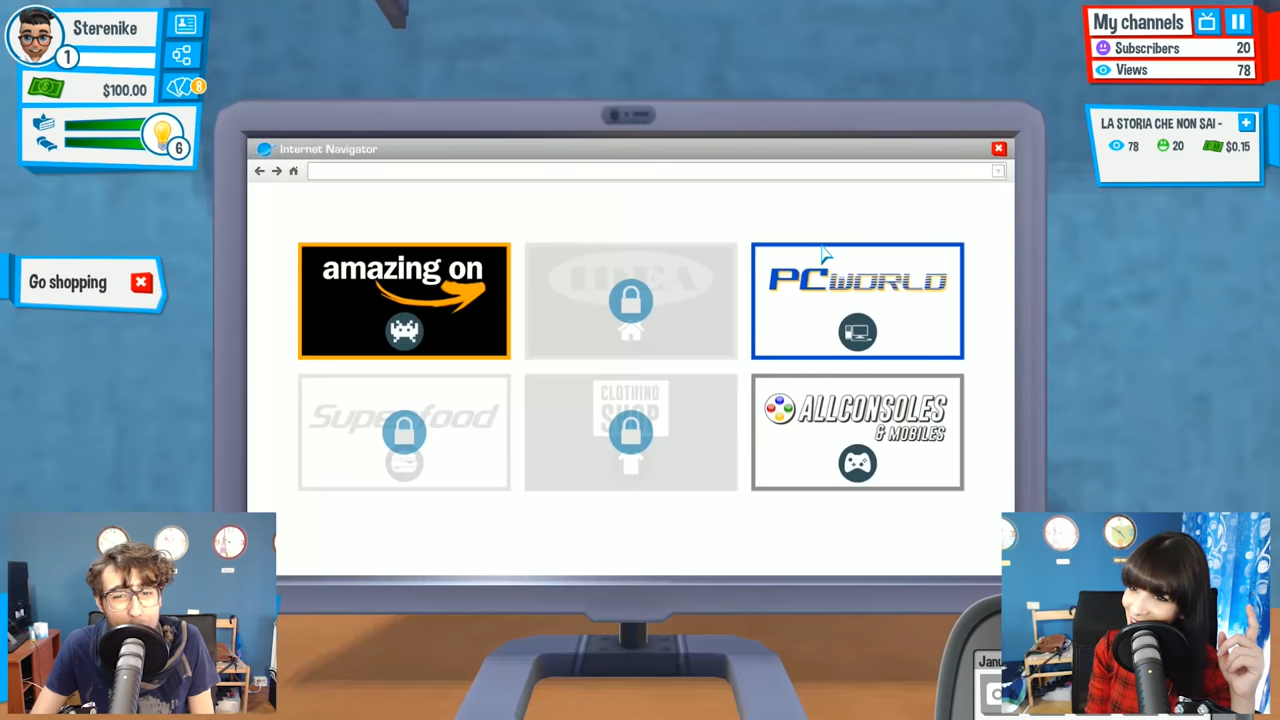 Sterenike
1
$100.00
8
6
Go shopping
My channels
Subscribers 20
Views 78
LA STORIA CHE NON SAI -
78 20 $0.15
Internet Navigator
amazing on
IDEA
PCWORLD
Superfood
CLOTHING
SHOP
ALLCONSOLES
& MOBILES